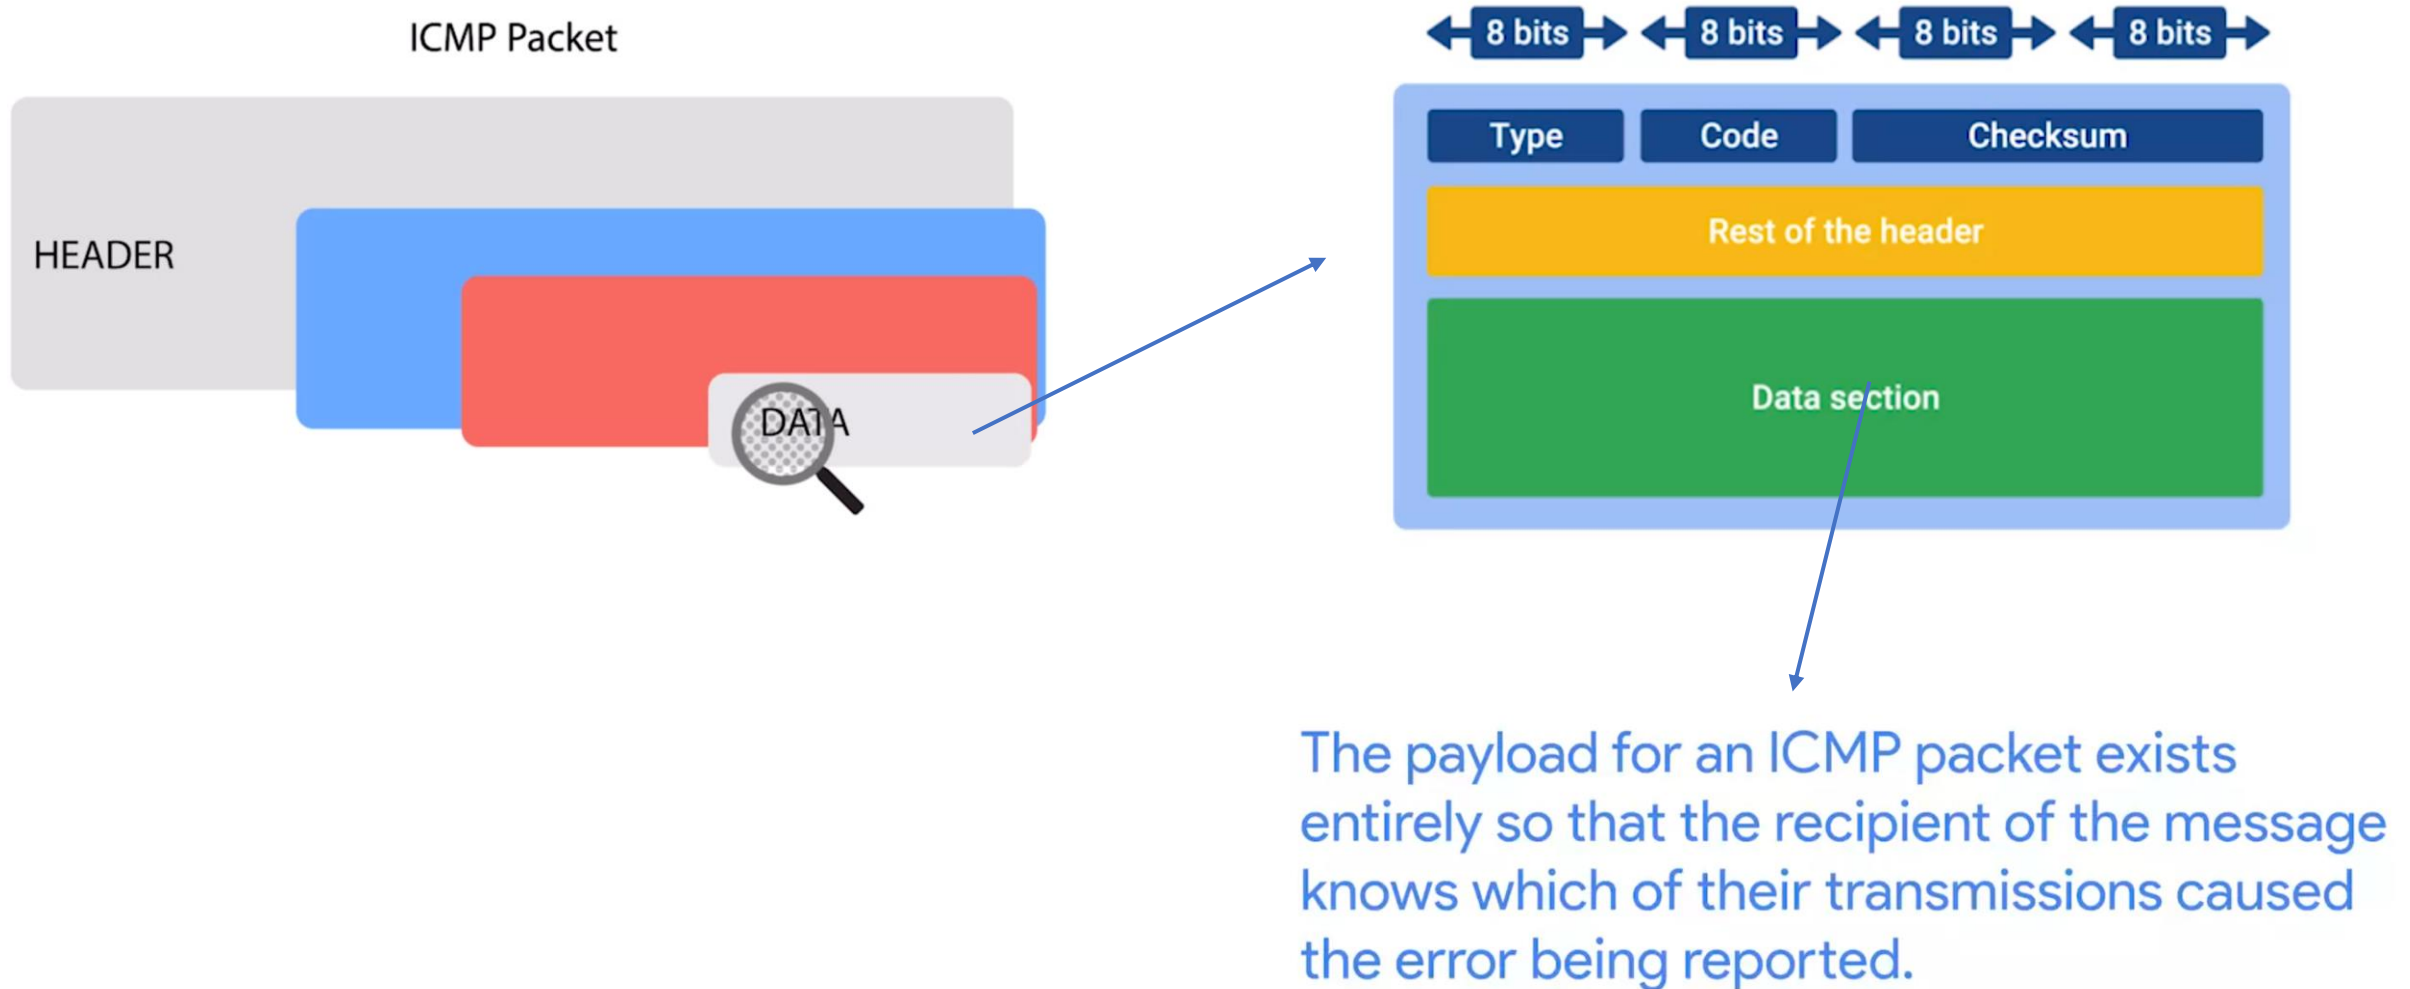 ICMP Packet
HEADER
DATA
8 bits 8 bits 8 bits 8 bits
Type Code Checksum
Rest of the header
Data section
The payload for an ICMP packet exists
entirely so that the recipient of the message
knows which of their transmissions caused
the error being reported.